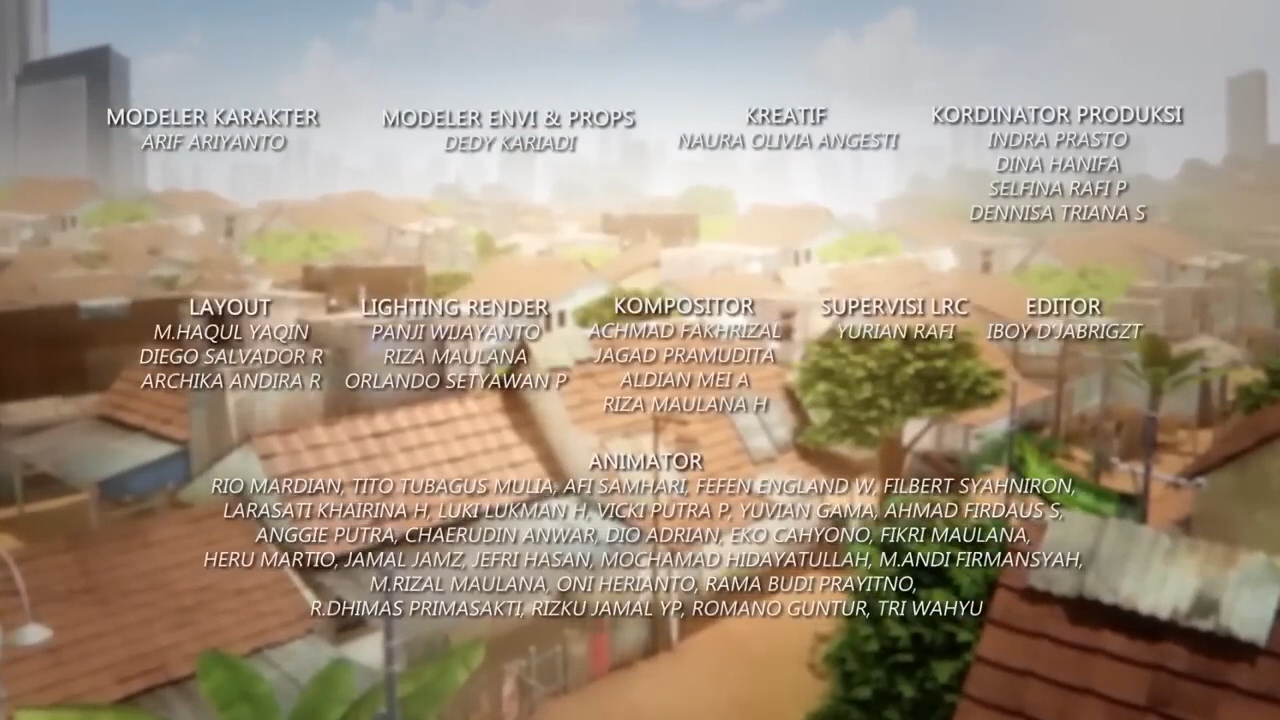 MODELER KARAKTER
ARIF ARIYANTO
MODELER ENVI & PROPS
DEDY KARIADI
KREATIF
NAURA OLIVIA ANGESTI
KORDINATOR PRODUKSI
INDRA PRASTO
DINA HANIFA
SELFINA RAFI P
DENNISA TRIANA S
LAYOUT
M.HAQUL YAQIN
DIEGO SALVADOR R
ARCHIKA ANDIRA R
LIGHTING RENDER
PANJI WIJAYANTO
RIZA MAULANA
ORLANDO SETYAWAN P
KOMPOSITOR
ACHMAD FAKHRIZAL
JAGAD PRAMUDITA
ALDIAN MEI A
RIZA MAULANA H
SUPERVISI LRC
YURIAN RAFI
EDITOR
IBOY D'JABRIGZT
ANIMATOR
RIO MARDIAN, TITO TUBAGUS MULIA, AFI SAMHARI, FEFEN ENGLAND W, FILBERT SYAHNIRON,
LARASATI KHAIRINA H, LUKI LUKMAN H, VICKI PUTRA P, YUVIAN GAMA, AHMAD FIRDAUS S,
ANGGIE PUTRA, CHAERUDIN ANWAR, DIO ADRIAN, EKO CAHYONO, FIKRI MAULANA,
HERU MARTIO, JAMAL JAMZ, JEFRI HASAN, MOCHAMAD HIDAYATULLAH, M.ANDI FIRMANSYAH,
M.RIZAL MAULANA, ONI HERIANTO, RAMA BUDI PRAYITNO,
R.DHIMAS PRIMASAKTI, RIZKU JAMAL YP, ROMANO GUNTUR, TRI WAHYU